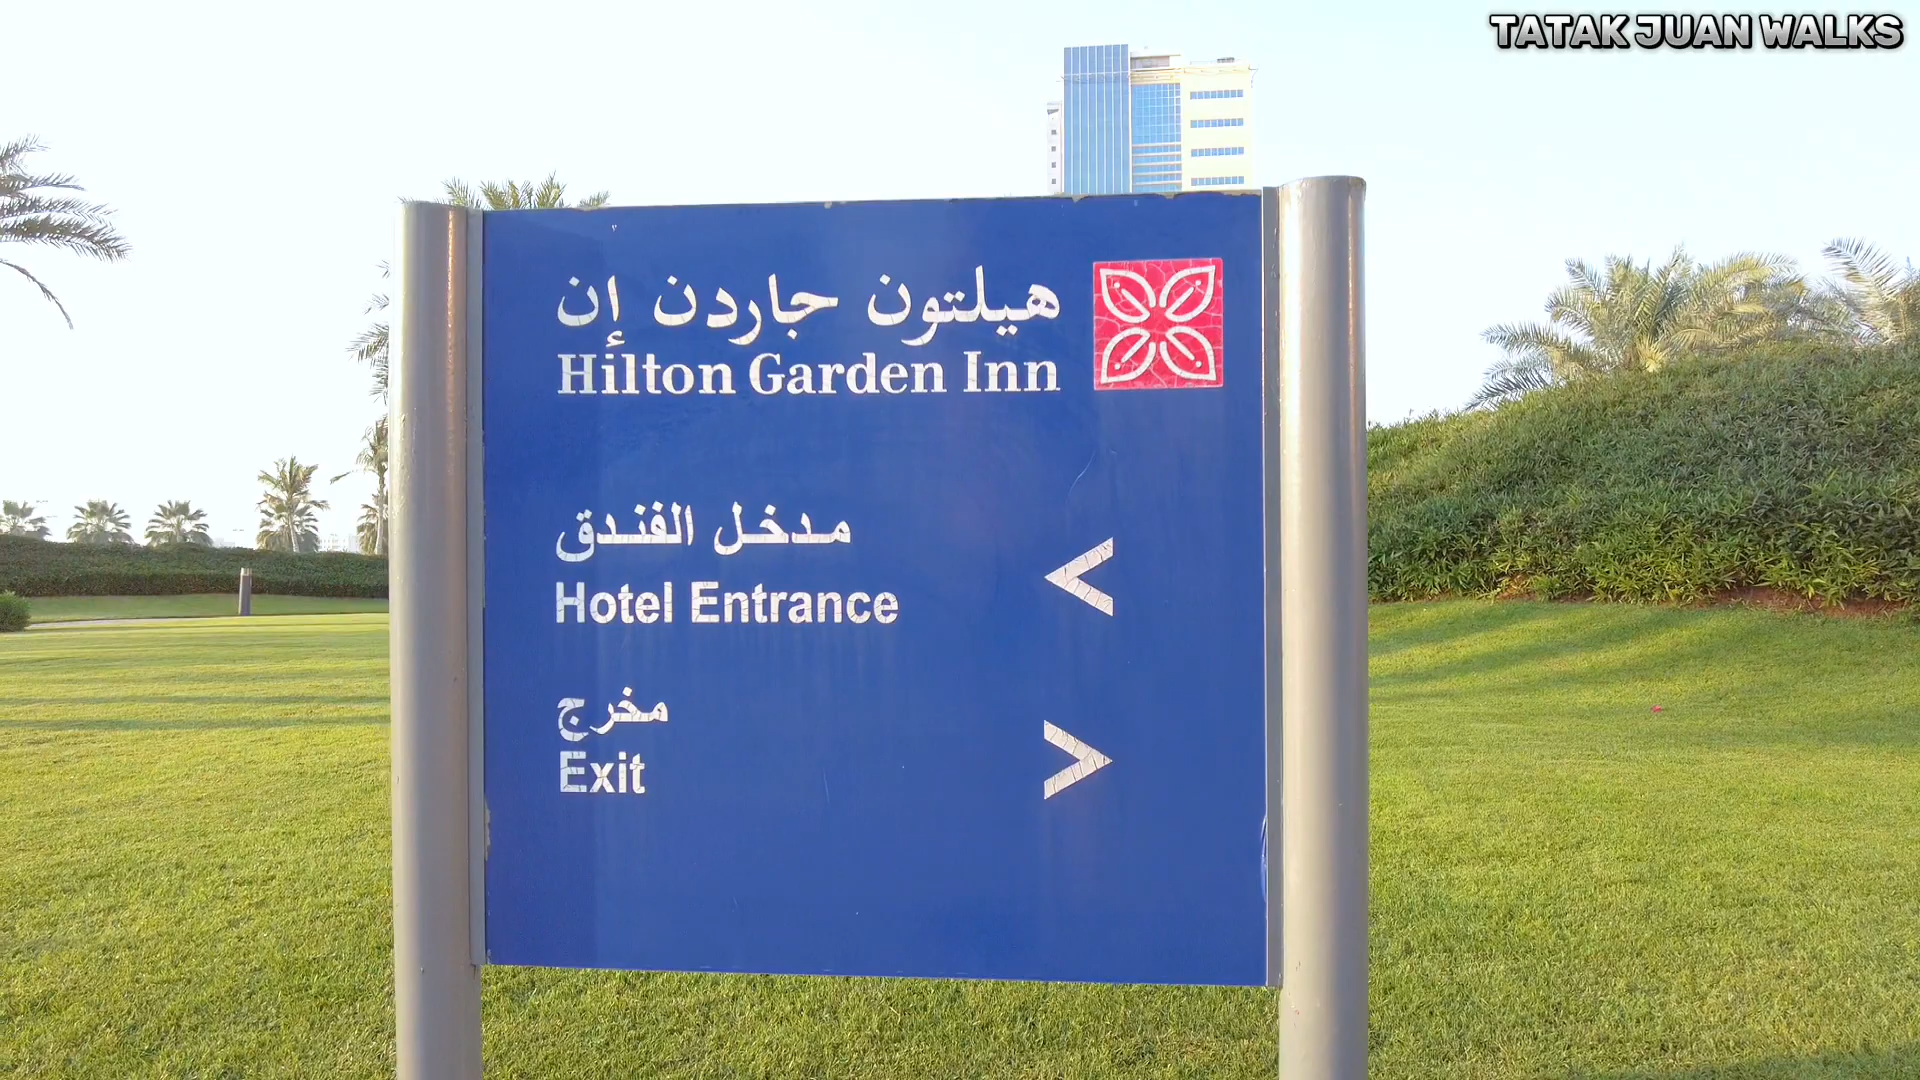 TATAK JUAN WALKS
هيلتون جاردن إن
Hilton Garden Inn
مدخل الفندق
Hotel Entrance
<
مخرج
Exit
>